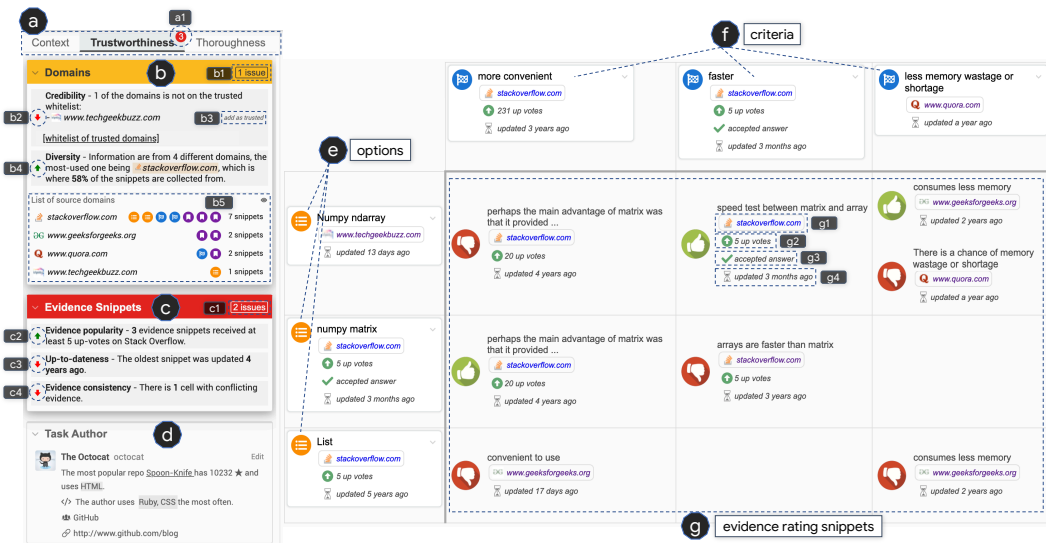 a
a1
Context
Trustworthiness
3
Thoroughness
Domains
b
b1
1 issue
Credibility - 1 of the domains is not on the trusted
whitelist:
b2
www.techgeekbuzz.com
b3
add as trusted
[whitelist of trusted domains]
b4
Diversity - Information are from 4 different domains, the
most-used one being stackoverflow.com, which is
where 58% of the snippets are collected from.
List of source domains
b5
stackoverflow.com
7 snippets
www.geeksforgeeks.org
2 snippets
www.quora.com
2 snippets
www.techgeekbuzz.com
1 snippets
Evidence Snippets
c
c1
2 issues
c2
Evidence popularity - 3 evidence snippets received at
least 5 up-votes on Stack Overflow.
c3
Up-to-dateness - The oldest snippet was updated 4
years ago.
c4
Evidence consistency - There is 1 cell with conflicting
evidence.
Task Author
d
The Octocat octocat
Edit
The most popular repo Spoon-Knife has 10232 ★ and
uses HTML.
</> The author uses Ruby, CSS the most often.
GitHub
http://www.github.com/blog
f
criteria
more convenient
stackoverflow.com
231 up votes
updated 3 years ago
faster
stackoverflow.com
5 up votes
accepted answer
updated 3 months ago
less memory wastage or
shortage
www.quora.com
updated a year ago
e
options
Numpy ndarray
www.techgeekbuzz.com
updated 13 days ago
perhaps the main advantage of matrix was
that it provided ...
stackoverflow.com
20 up votes
updated 4 years ago
speed test between matrix and array
stackoverflow.com
g1
5 up votes
g2
accepted answer
g3
updated 3 months ago
g4
consumes less memory
www.geeksforgeeks.org
updated 2 years ago
There is a chance of memory
wastage or shortage
www.quora.com
updated a year ago
numpy matrix
stackoverflow.com
5 up votes
accepted answer
updated 3 months ago
perhaps the main advantage of matrix was
that it provided ...
stackoverflow.com
20 up votes
updated 4 years ago
arrays are faster than matrix
stackoverflow.com
5 up votes
updated 3 years ago
List
stackoverflow.com
5 up votes
updated 5 years ago
convenient to use
www.geeksforgeeks.org
updated 17 days ago
consumes less memory
www.geeksforgeeks.org
updated 2 years ago
g
evidence rating snippets